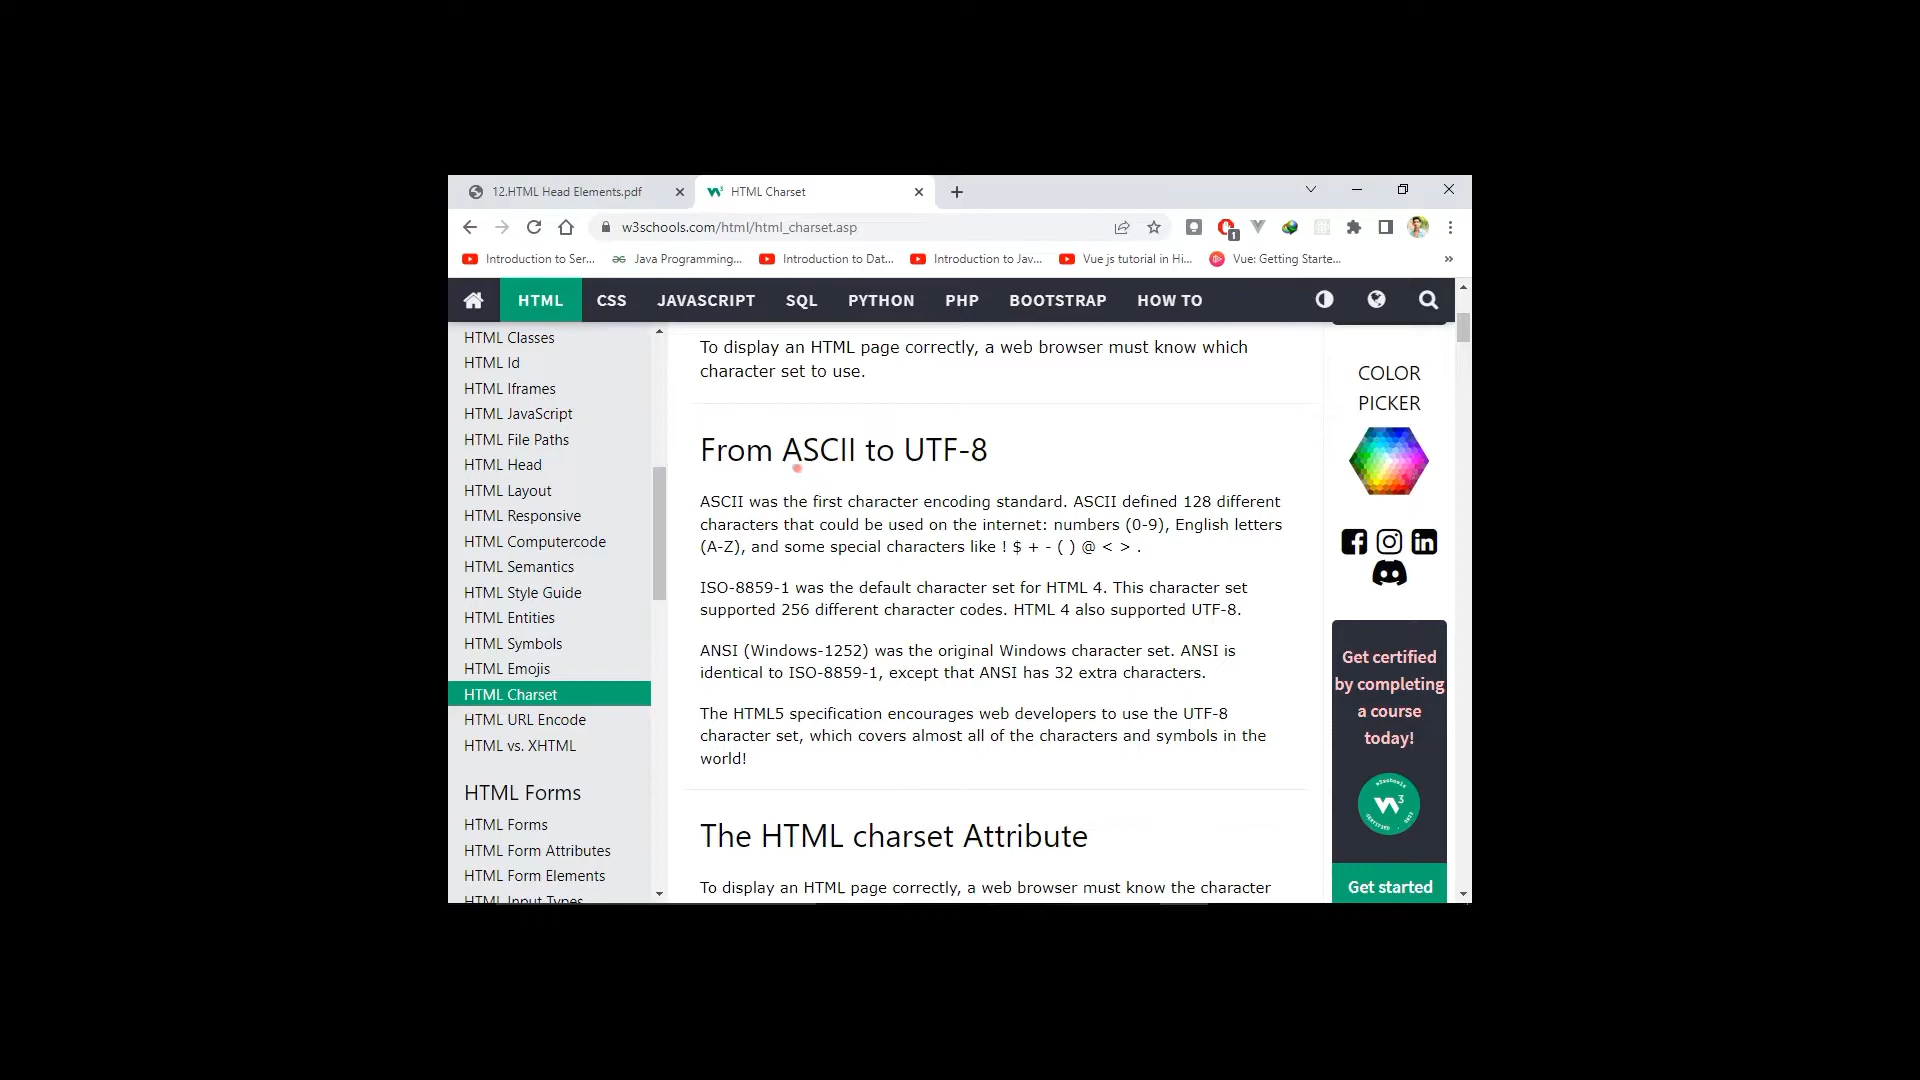 12.HTML Head Elements.pdf
HTML Charset
w3schools.com/html/html_charset.asp
1
Introduction to Ser...
Java Programming...
Introduction to Dat...
Introduction to Jav...
Vue js tutorial in Hi...
Vue: Getting Starte...
»
HTML CSS JAVASCRIPT SQL PYTHON PHP BOOTSTRAP HOW TO
HTML Classes
HTML Id
HTML Iframes
HTML JavaScript
HTML File Paths
HTML Head
HTML Layout
HTML Responsive
HTML Computercode
HTML Semantics
HTML Style Guide
HTML Entities
HTML Symbols
HTML Emojis
HTML Charset
HTML URL Encode
HTML vs. XHTML
HTML Forms
HTML Forms
HTML Form Attributes
HTML Form Elements
HTML Input Types
To display an HTML page correctly, a web browser must know which
character set to use.
From ASCII to UTF-8
ASCII was the first character encoding standard. ASCII defined 128 different
characters that could be used on the internet: numbers (0-9), English letters
(A-Z), and some special characters like ! $ + - ( ) @ < > .
ISO-8859-1 was the default character set for HTML 4. This character set
supported 256 different character codes. HTML 4 also supported UTF-8.
ANSI (Windows-1252) was the original Windows character set. ANSI is
identical to ISO-8859-1, except that ANSI has 32 extra characters.
The HTML5 specification encourages web developers to use the UTF-8
character set, which covers almost all of the characters and symbols in the
world!
The HTML charset Attribute
To display an HTML page correctly, a web browser must know the character
COLOR
PICKER
Get certified
by completing
a course
today!
w3schools
W3
CERTIFIED
Get started